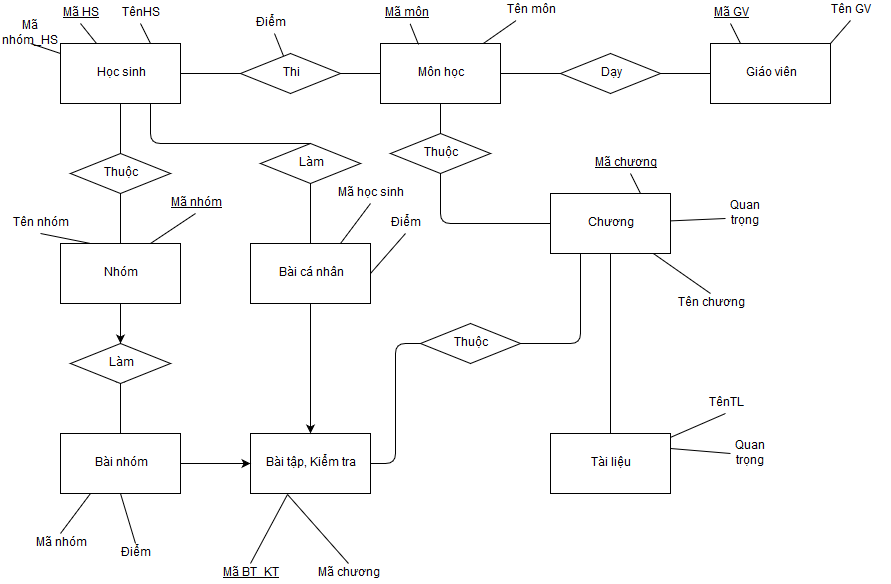 Mã HS
TênHS
Mã
nhóm_HS
Điểm
Mã môn
Tên môn
Mã GV
Tên GV
Học sinh
Thi
Môn học
Dạy
Giáo viên
Thuộc
Làm
Thuộc
Mã chương
Mã học sinh
Mã nhóm
Tên nhóm
Điểm
Quan
trọng
Chương
Nhóm
Bài cá nhân
Tên chương
Làm
Thuộc
TênTL
Quan
trọng
Bài nhóm
Bài tập, Kiểm tra
Tài liệu
Mã nhóm
Điểm
Mã BT_KT
Mã chương